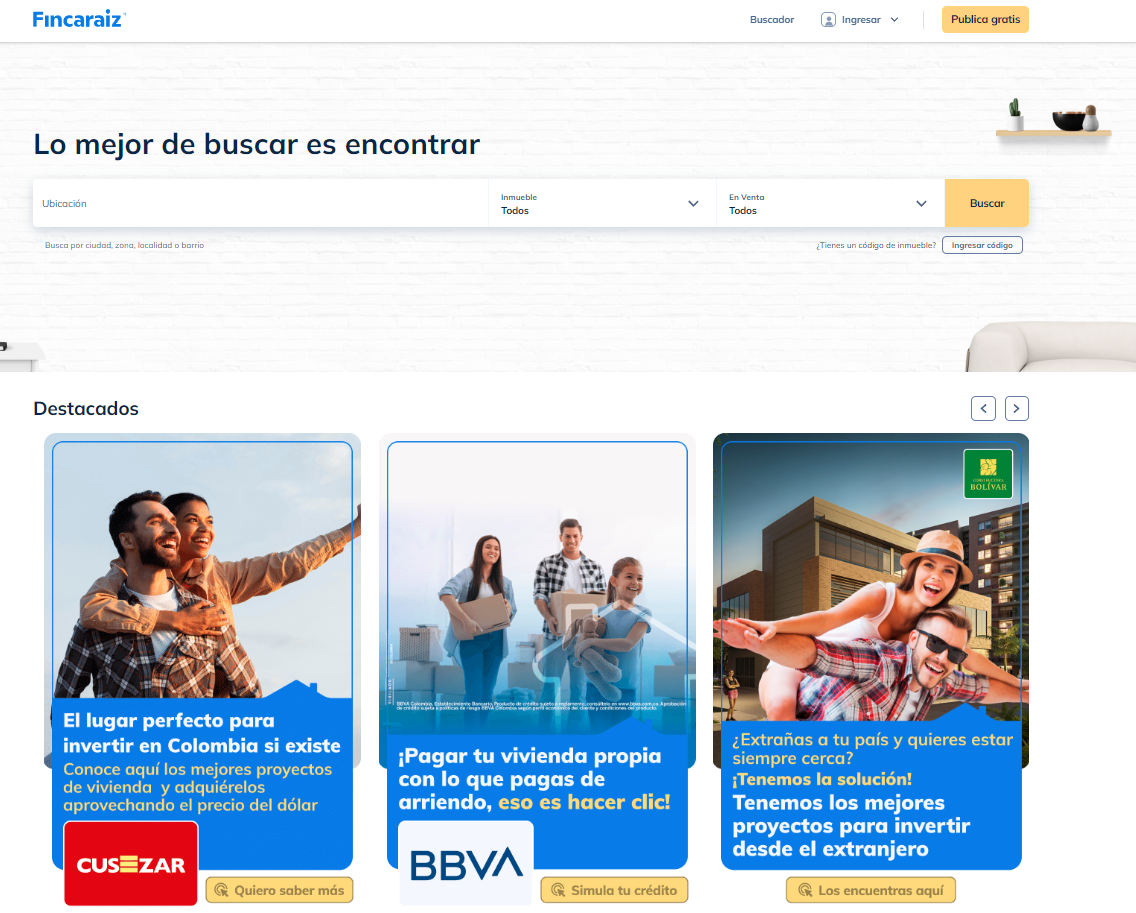 Fincaraiz
Buscador
Ingresar
Publica gratis
Lo mejor de buscar es encontrar
Ubicación
Inmueble
Todos
En Venta
Todos
Buscar
Busca por ciudad, zona, localidad o barrio
¿Tienes un código de inmueble?
Ingresar código
Destacados
El lugar perfecto para
invertir en Colombia si existe
Conoce aquí los mejores proyectos
de vivienda y adquiérelos
aprovechando el precio del dólar
CUSEZAR
Quiero saber más
BBVA Colombia. Establecimiento Bancario. Producto de crédito sujeto a reglamento, consúltelo en www.bbva.com.co. Aprobación
de crédito sujeta a políticas de riesgo BBVA Colombia según perfil económico del cliente y condiciones del producto.
¡Pagar tu vivienda propia
con lo que pagas de
arriendo, eso es hacer clic!
BBVA
Simula tu crédito
CONSTRUCTORA
BOLÍVAR
¿Extrañas a tu país y quieres estar
siempre cerca?
¡Tenemos la solución!
Tenemos los mejores
proyectos para invertir
desde el extranjero
Los encuentras aquí